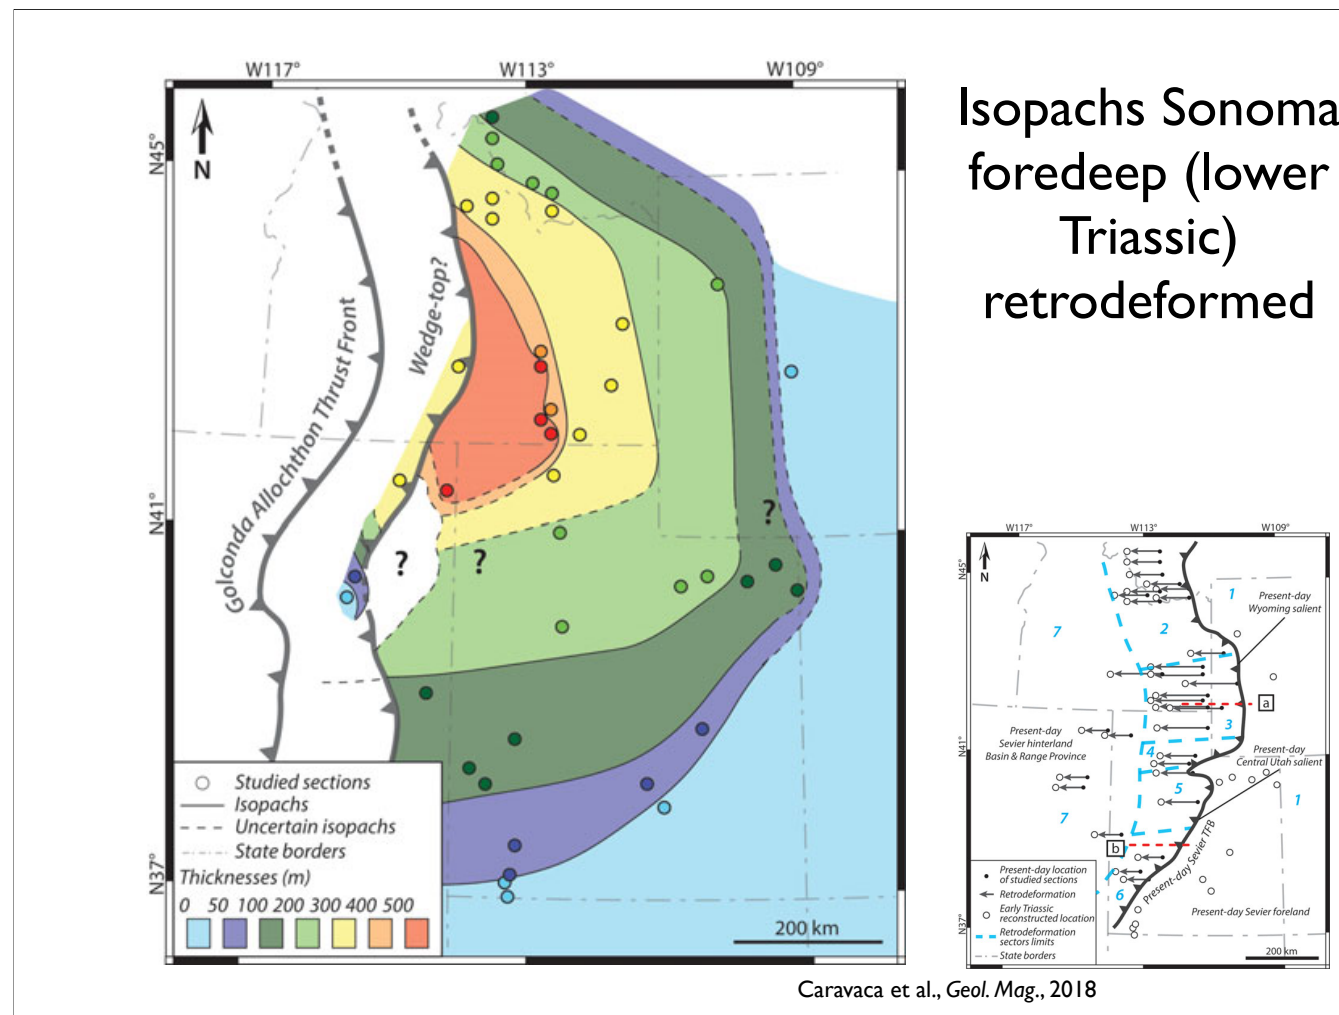 Isopachs Sonoma
foredeep (lower
Triassic)
retrodeformed
W117°
W113°
W109°
N45°
N41°
N37°
N
Golconda Allochthon Thrust Front
Wedge-top?
?
?
?
Studied sections
Isopachs
Uncertain isopachs
State borders
Thicknesses (m)
0 50 100 200 300 400 500
200 km
W117°
W113°
W109°
N45°
N41°
N37°
N
1
Present-day
Wyoming salient
2
7
a
3
Present-day
Sevier hinterland
Basin & Range Province
4
Present-day
Central Utah salient
5
1
7
b
Present-day Sevier TFB
6
Present-day Sevier foreland
Present-day location
of studied sections
Retrodeformation
Early Triassic
reconstructed location
Retrodeformation
sectors limits
State borders
200 km
Caravaca et al., Geol. Mag., 2018